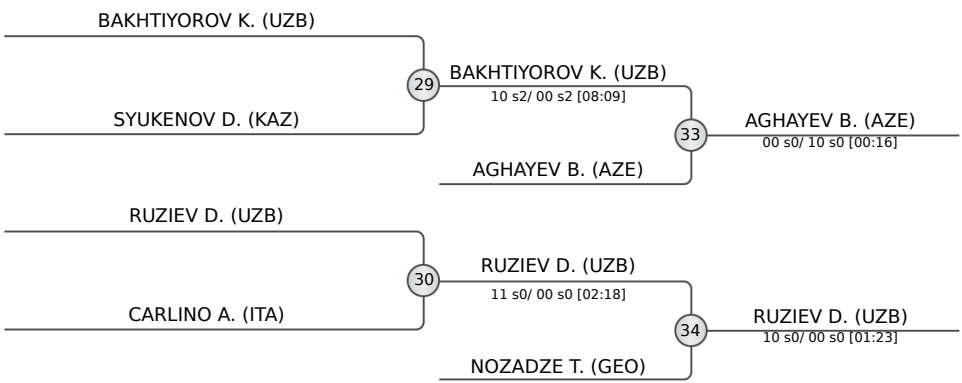 BAKHTIYOROV K. (UZB)
29
SYUKENOV D. (KAZ)
BAKHTIYOROV K. (UZB)
10 s2/ 00 s2 [08:09]
33
AGHAYEV B. (AZE)
AGHAYEV B. (AZE)
00 s0/ 10 s0 [00:16]
RUZIEV D. (UZB)
30
CARLINO A. (ITA)
RUZIEV D. (UZB)
11 s0/ 00 s0 [02:18]
34
NOZADZE T. (GEO)
RUZIEV D. (UZB)
10 s0/ 00 s0 [01:23]